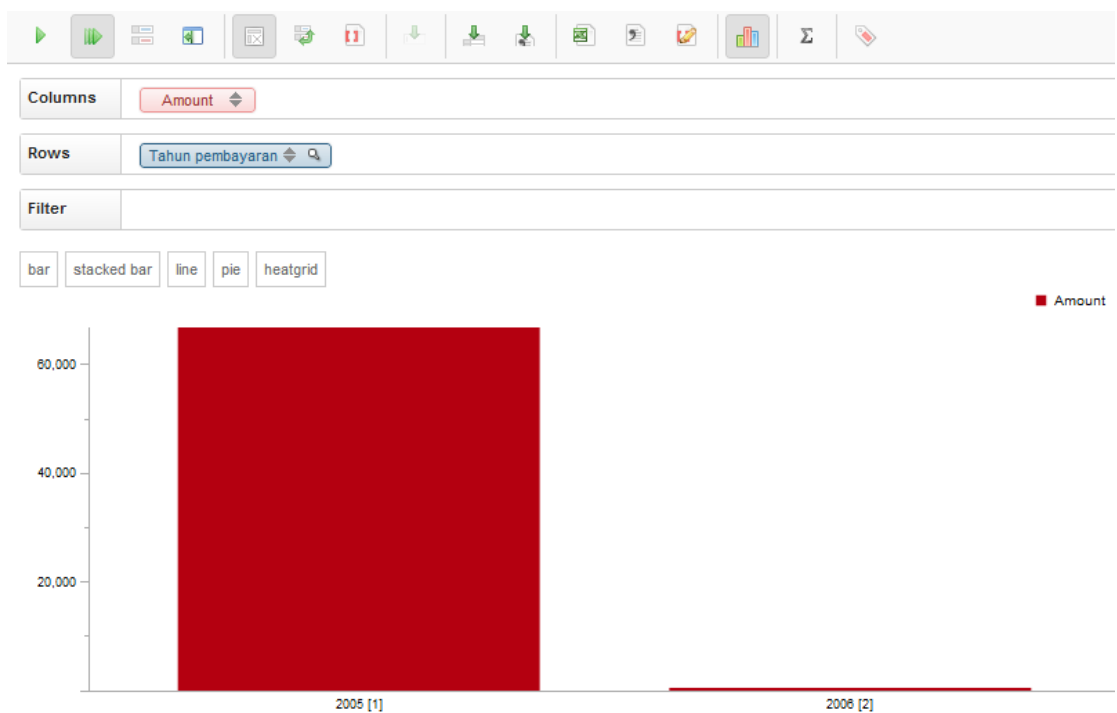 Columns Amount
Rows Tahun pembayaran
Filter
bar stacked bar line pie heatgrid
Amount
60,000
40,000
20,000
2005 [1] 2006 [2]